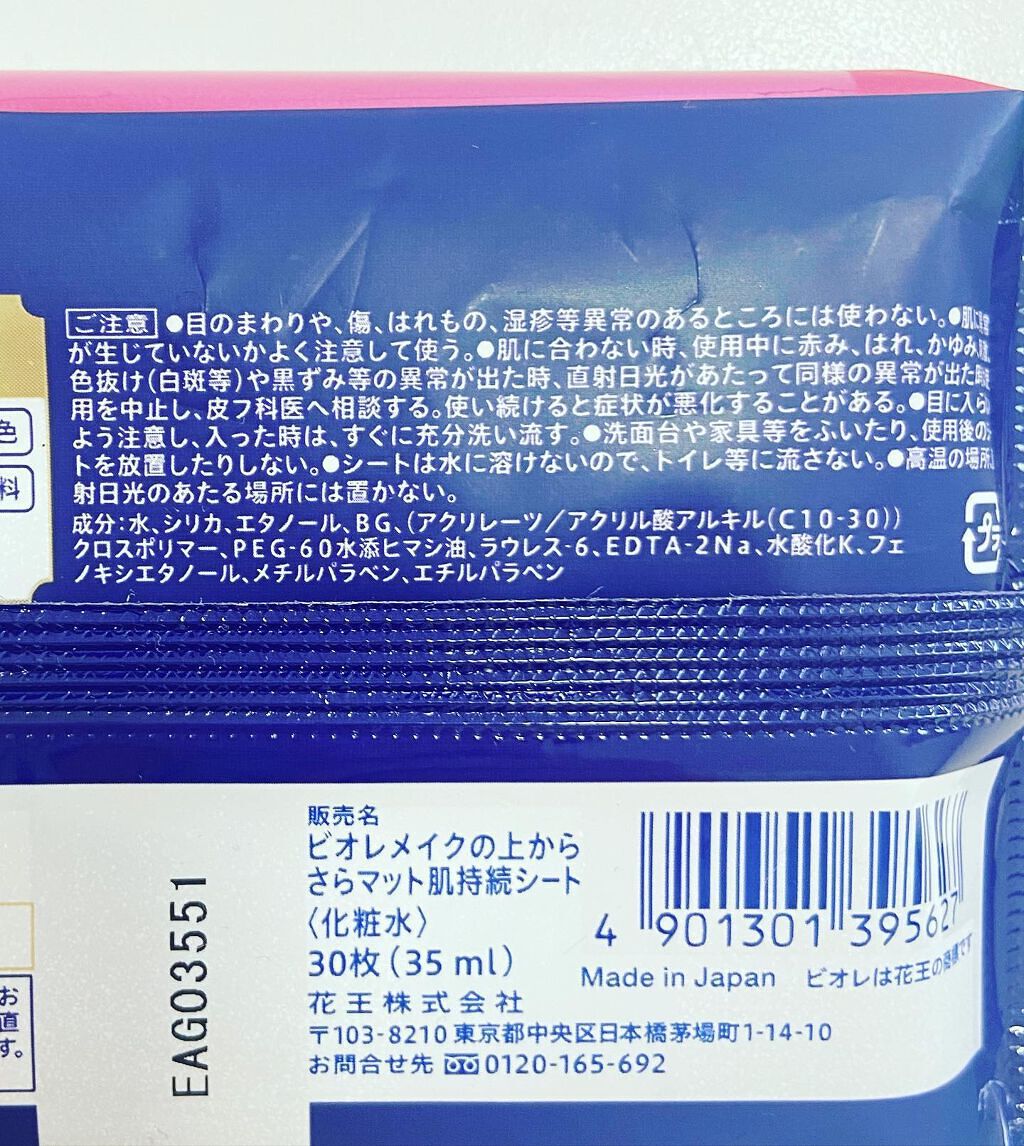 ご注意 ●目のまわりや、傷、はれもの、湿疹等異常のあるところには使わない。●肌に
が生じていないかよく注意して使う。●肌に合わない時、使用中に赤み、はれ、かゆみ、
色抜け(白斑等)や黒ずみ等の異常が出た時、直射日光があたって同様の異常が出た時
用を中止し、皮フ科医へ相談する。使い続けると症状が悪化することがある。●目に入ら
よう注意し、入った時は、すぐに充分洗い流す。●洗面台や家具等をふいたり、使用後の
トを放置したりしない。●シートは水に溶けないので、トイレ等に流さない。●高温の場所
射日光のあたる場所には置かない。
成分:水、シリカ、エタノール、BG、(アクリレーツ/アクリル酸アルキル(C10-30))
クロスポリマー、PEG-60水添ヒマシ油、ラウレス-6、EDTA-2Na、水酸化K、フェ
ノキシエタノール、メチルパラベン、エチルパラベン
色
料
プラ
販売名
ビオレメイクの上から
さらマット肌持続シート
〈化粧水〉
30枚(35 ml)
花王株式会社
〒103-8210 東京都中央区日本橋茅場町1-14-10
お問合せ先 0120-165-692
4 901301 395627
Made in Japan ビオレは花王の商標です
EAG03551
お
直
す。